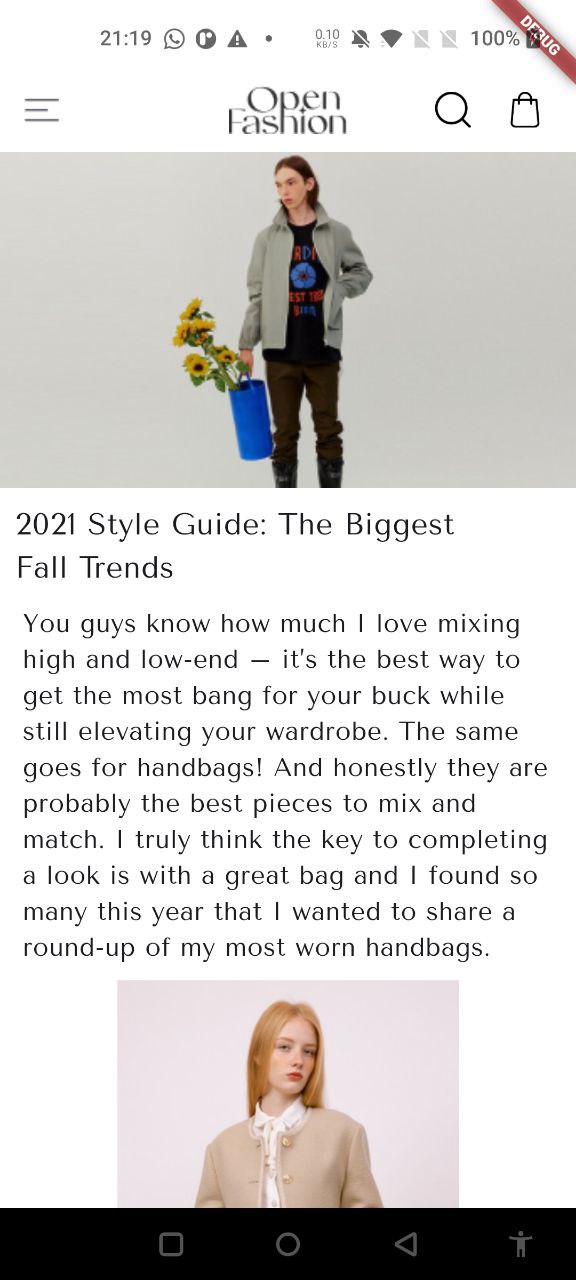 21:19
0.10
KB/S
100%
DEBUG
Open
Fashion
2021 Style Guide: The Biggest
Fall Trends
You guys know how much I love mixing
high and low-end – it's the best way to
get the most bang for your buck while
still elevating your wardrobe. The same
goes for handbags! And honestly they are
probably the best pieces to mix and
match. I truly think the key to completing
a look is with a great bag and I found so
many this year that I wanted to share a
round-up of my most worn handbags.